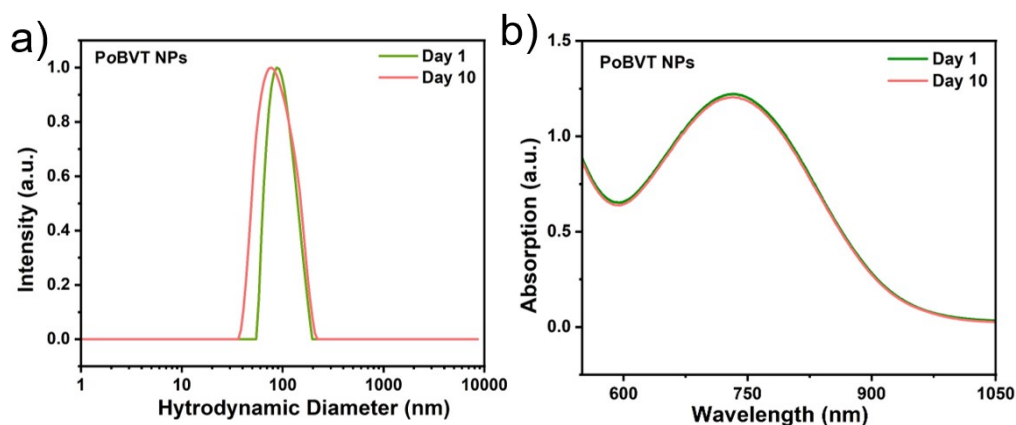 a)
PoBVT NPs
Day 1
Day 10
1.0
0.8
0.6
0.4
0.2
0.0
Intensity (a.u.)
1 10 100 1000 10000
Hytrodynamic Diameter (nm)
b)
PoBVT NPs
Day 1
Day 10
1.5
1.0
0.5
0.0
Absorption (a.u.)
600 750 900 1050
Wavelength (nm)